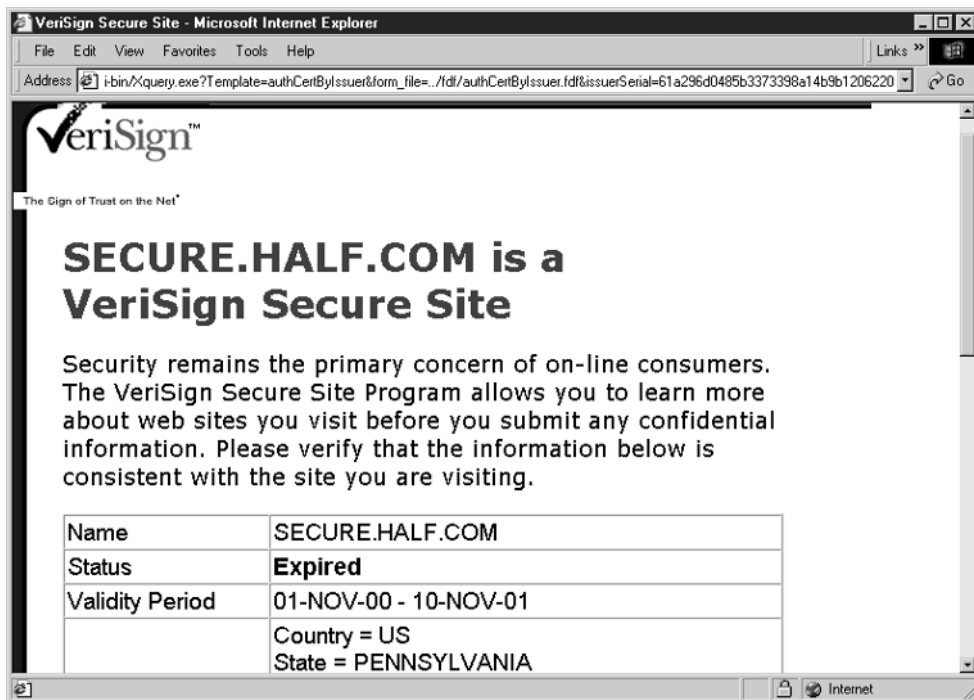 VeriSign Secure Site - Microsoft Internet Explorer
File Edit View Favorites Tools Help Links »
Address i-bin/Xquery.exe?Template=authCertByIssuer&form_file=../fdf/authCertByIssuer.fdf&issuerSerial=61a296d0485b3373398a14b9b1206220 Go
VeriSign™
The Sign of Trust on the Net
SECURE.HALF.COM is a
VeriSign Secure Site
Security remains the primary concern of on-line consumers.
The VeriSign Secure Site Program allows you to learn more
about web sites you visit before you submit any confidential
information. Please verify that the information below is
consistent with the site you are visiting.
Name SECURE.HALF.COM
Status Expired
Validity Period 01-NOV-00 - 10-NOV-01
Country = US
State = PENNSYLVANIA
Internet